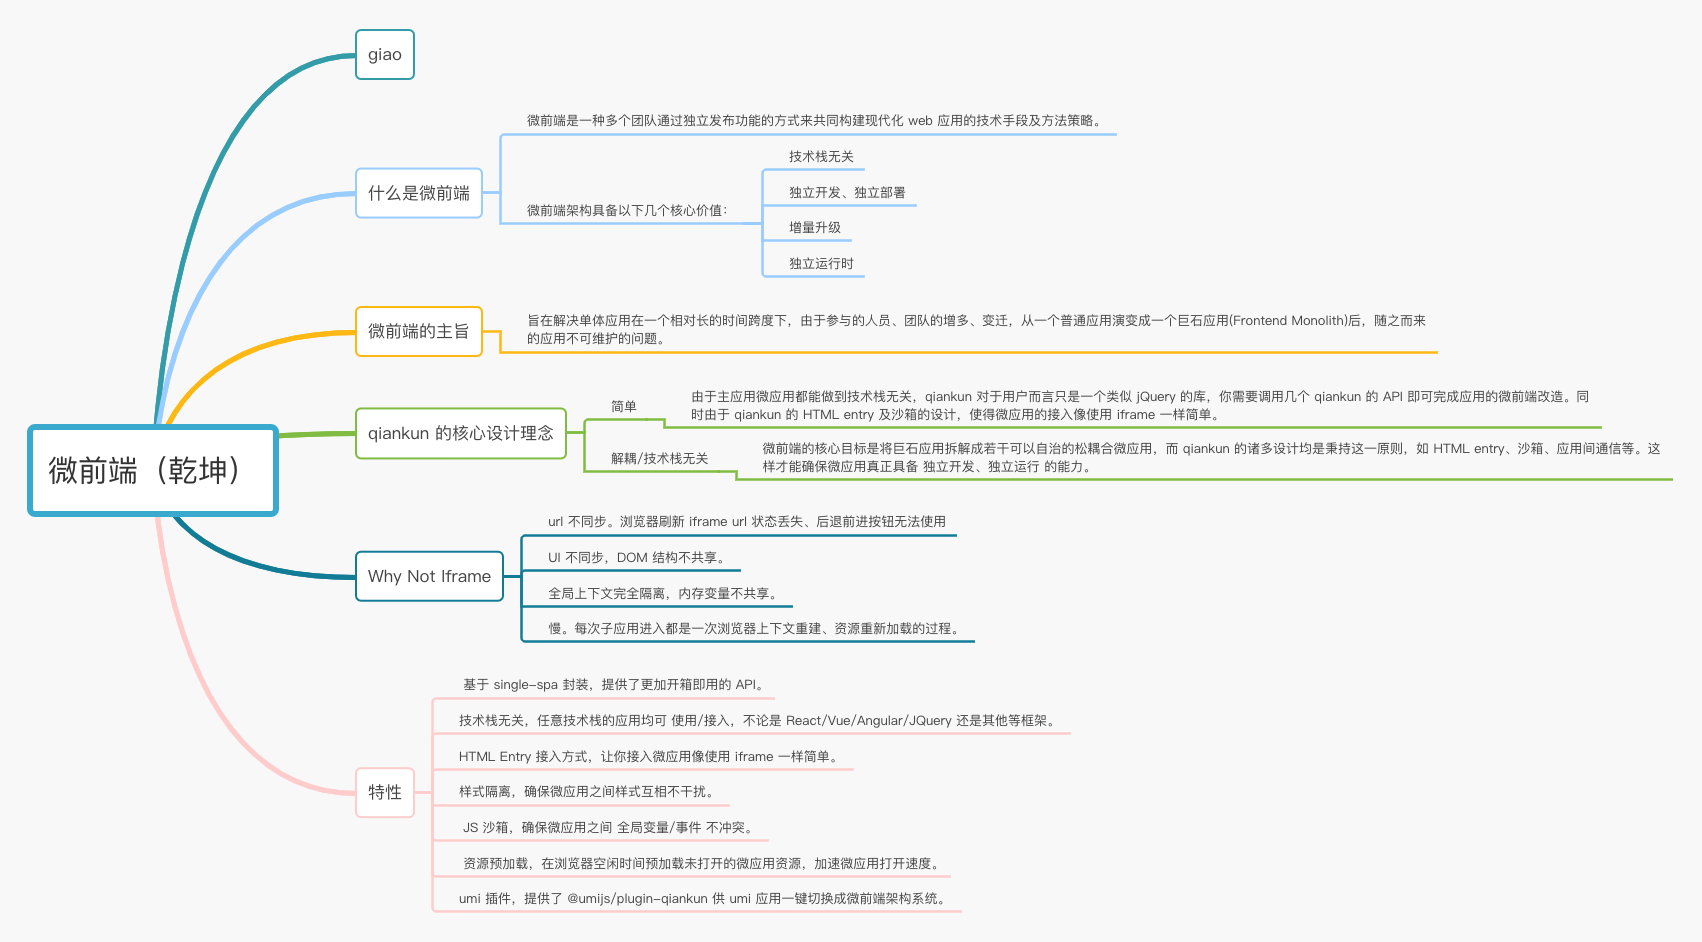 微前端（乾坤）
giao
什么是微前端
微前端是一种多个团队通过独立发布功能的方式来共同构建现代化 web 应用的技术手段及方法策略。
微前端架构具备以下几个核心价值：
技术栈无关
独立开发、独立部署
增量升级
独立运行时
微前端的主旨
旨在解决单体应用在一个相对长的时间跨度下，由于参与的人员、团队的增多、变迁，从一个普通应用演变成一个巨石应用(Frontend Monolith)后，随之而来
的应用不可维护的问题。
qiankun 的核心设计理念
简单
由于主应用微应用都能做到技术栈无关，qiankun 对于用户而言只是一个类似 jQuery 的库，你需要调用几个 qiankun 的 API 即可完成应用的微前端改造。同
时由于 qiankun 的 HTML entry 及沙箱的设计，使得微应用的接入像使用 iframe 一样简单。
解耦/技术栈无关
微前端的核心目标是将巨石应用拆解成若干可以自治的松耦合微应用，而 qiankun 的诸多设计均是秉持这一原则，如 HTML entry、沙箱、应用间通信等。这
样才能确保微应用真正具备 独立开发、独立运行 的能力。
Why Not Iframe
url 不同步。浏览器刷新 iframe url 状态丢失、后退前进按钮无法使用
UI 不同步，DOM 结构不共享。
全局上下文完全隔离，内存变量不共享。
慢。每次子应用进入都是一次浏览器上下文重建、资源重新加载的过程。
特性
基于 single-spa 封装，提供了更加开箱即用的 API。
技术栈无关，任意技术栈的应用均可 使用/接入，不论是 React/Vue/Angular/JQuery 还是其他等框架。
HTML Entry 接入方式，让你接入微应用像使用 iframe 一样简单。
样式隔离，确保微应用之间样式互相不干扰。
JS 沙箱，确保微应用之间 全局变量/事件 不冲突。
资源预加载，在浏览器空闲时间预加载未打开的微应用资源，加速微应用打开速度。
umi 插件，提供了 @umijs/plugin-qiankun 供 umi 应用一键切换成微前端架构系统。